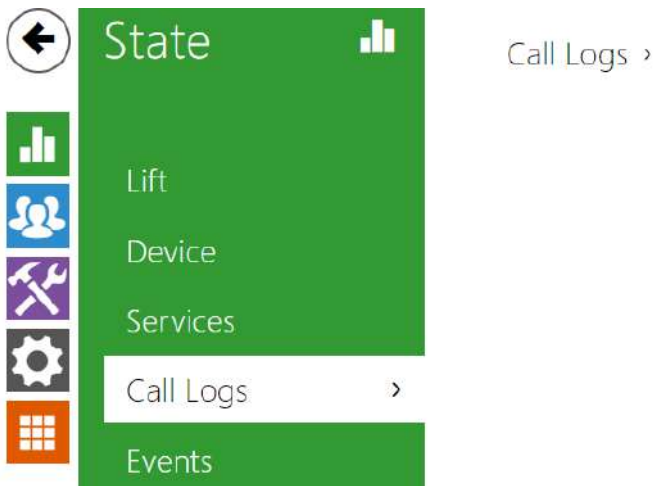 State
Call Logs ›
Lift
Device
Services
Call Logs ›
Events